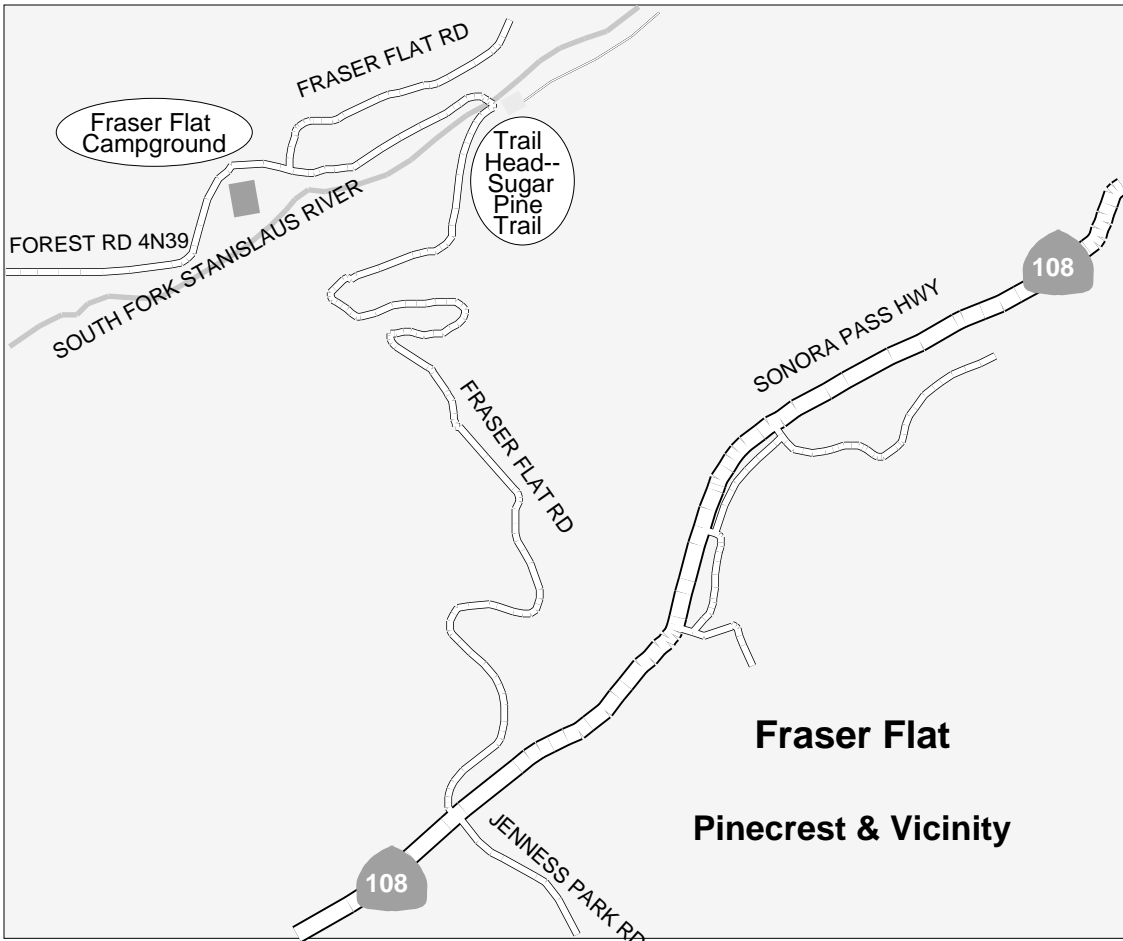 FRASER FLAT RD
Fraser Flat
Campground
Trail
Head--
Sugar
Pine
Trail
FOREST RD 4N39
SOUTH FORK STANISLAUS RIVER
108
SONORA PASS HWY
FRASER FLAT RD
Fraser Flat
Pinecrest & Vicinity
JENNESS PARK RD
108